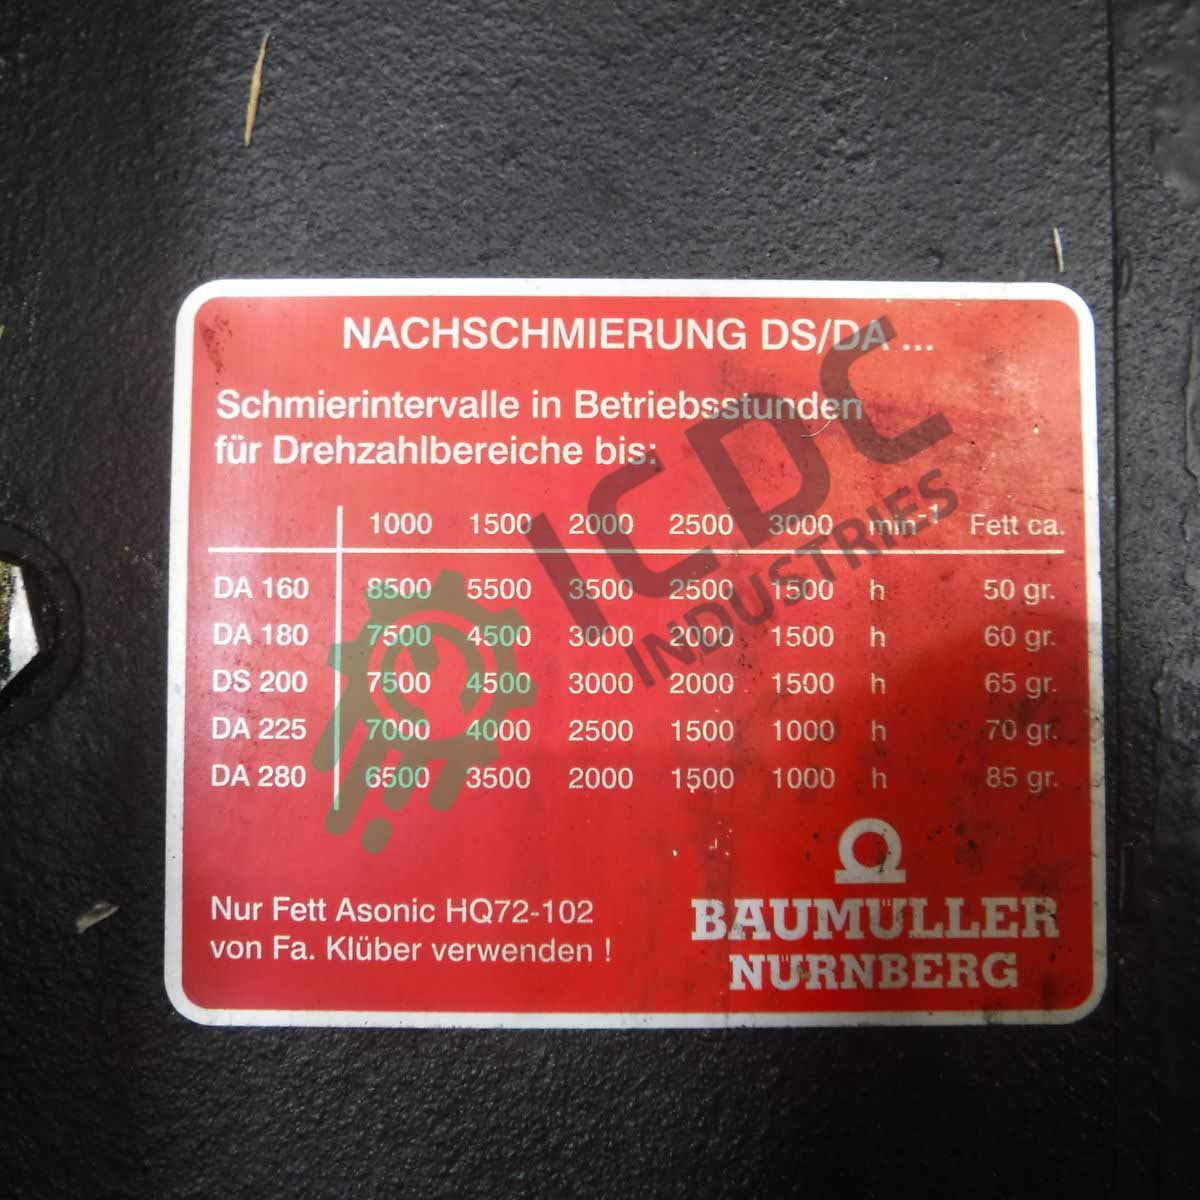 NACHSCHMIERUNG DS/DA ...
Schmierintervalle in Betriebsstunden
für Drehzahlbereiche bis:
1000 1500 2000 2500 3000 min-1 Fett ca.
DA 160 8500 5500 3500 2500 1500 h 50 gr.
DA 180 7500 4500 3000 2000 1500 h 60 gr.
DS 200 7500 4500 3000 2000 1500 h 65 gr.
DA 225 7000 4000 2500 1500 1000 h 70 gr.
DA 280 6500 3500 2000 1500 1000 h 85 gr.
Nur Fett Asonic HQ72-102
von Fa. Klüber verwenden !
BAUMÜLLER
NÜRNBERG
ICDC
INDUSTRIES